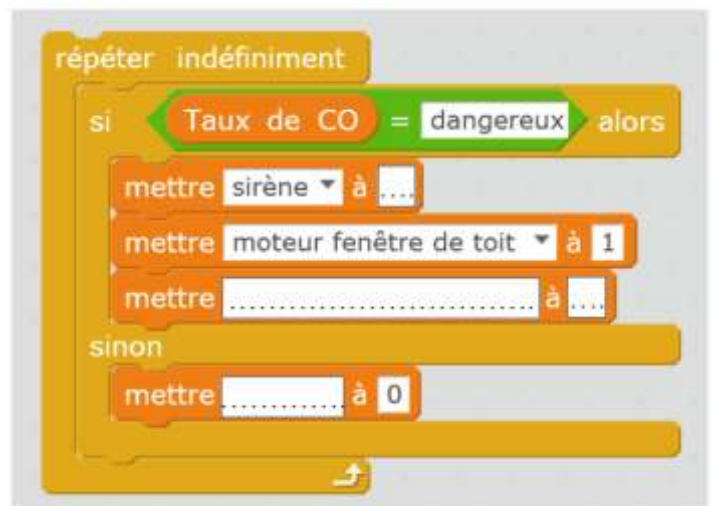 répéter indéfiniment
si Taux de CO = dangereux alors
mettre sirène à ....
mettre moteur fenêtre de toit à 1
mettre .............................. à ....
sinon
mettre ............ à 0